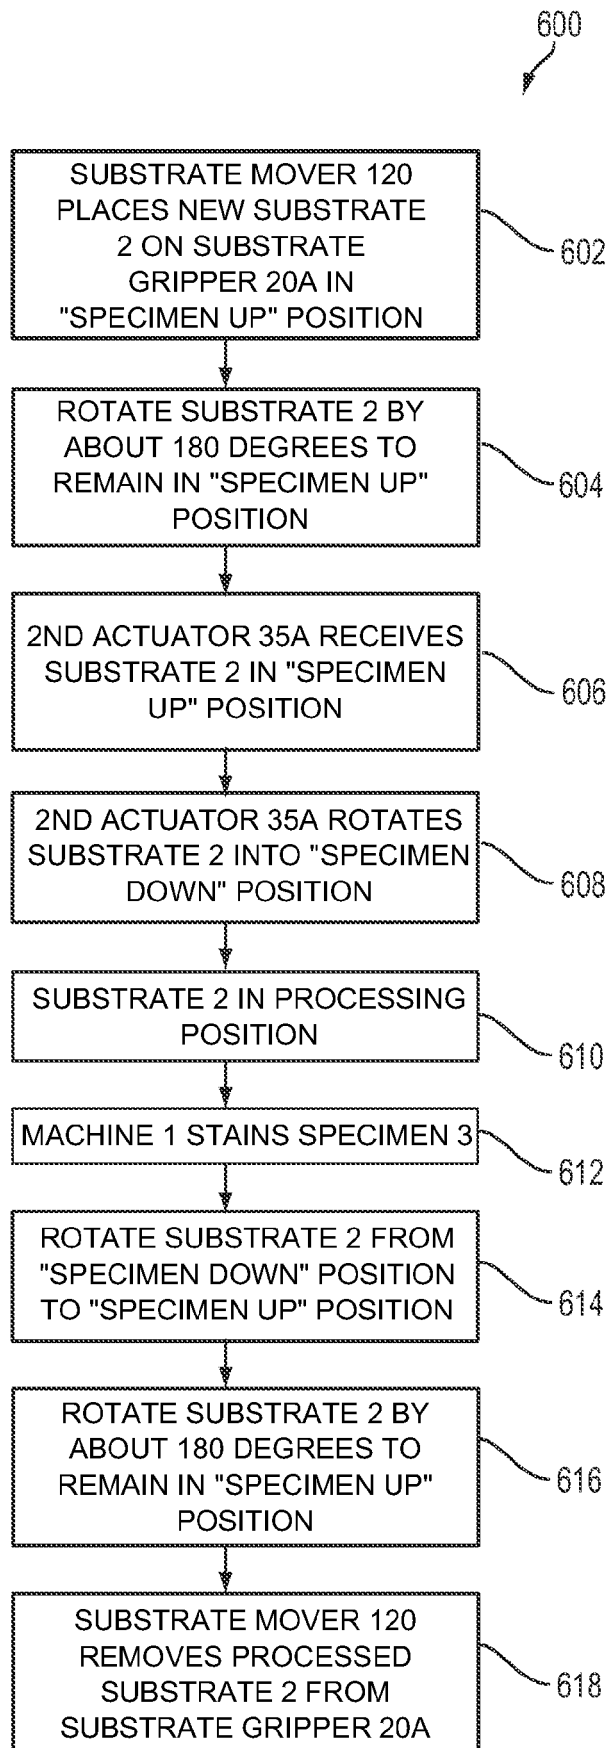 600
SUBSTRATE MOVER 120
PLACES NEW SUBSTRATE
2 ON SUBSTRATE
GRIPPER 20A IN
"SPECIMEN UP" POSITION
602
ROTATE SUBSTRATE 2 BY
ABOUT 180 DEGREES TO
REMAIN IN "SPECIMEN UP"
POSITION
604
2ND ACTUATOR 35A RECEIVES
SUBSTRATE 2 IN "SPECIMEN
UP" POSITION
606
2ND ACTUATOR 35A ROTATES
SUBSTRATE 2 INTO "SPECIMEN
DOWN" POSITION
608
SUBSTRATE 2 IN PROCESSING
POSITION
610
MACHINE 1 STAINS SPECIMEN 3
612
ROTATE SUBSTRATE 2 FROM
"SPECIMEN DOWN" POSITION
TO "SPECIMEN UP" POSITION
614
ROTATE SUBSTRATE 2 BY
ABOUT 180 DEGREES TO
REMAIN IN "SPECIMEN UP"
POSITION
616
SUBSTRATE MOVER 120
REMOVES PROCESSED
SUBSTRATE 2 FROM
SUBSTRATE GRIPPER 20A
618